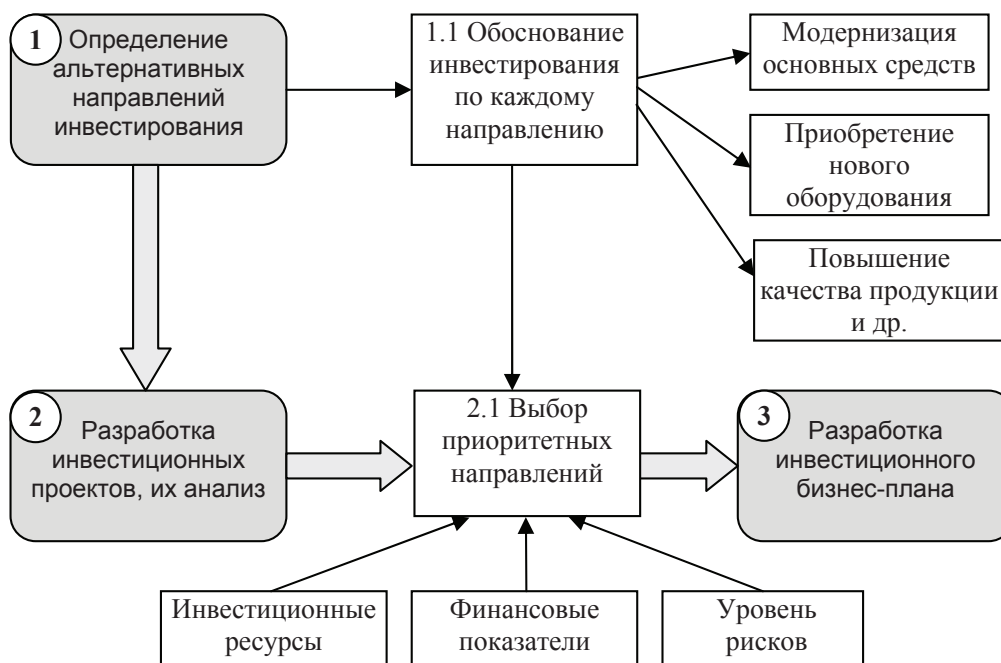 1
Определение
альтернативных
направлений
инвестирования
1.1 Обоснование
инвестирования
по каждому
направлению
Модернизация
основных средств
Приобретение
нового
оборудования
Повышение
качества продукции
и др.
2
Разработка
инвестиционных
проектов, их анализ
2.1 Выбор
приоритетных
направлений
3
Разработка
инвестиционного
бизнес-плана
Инвестиционные
ресурсы
Финансовые
показатели
Уровень
рисков